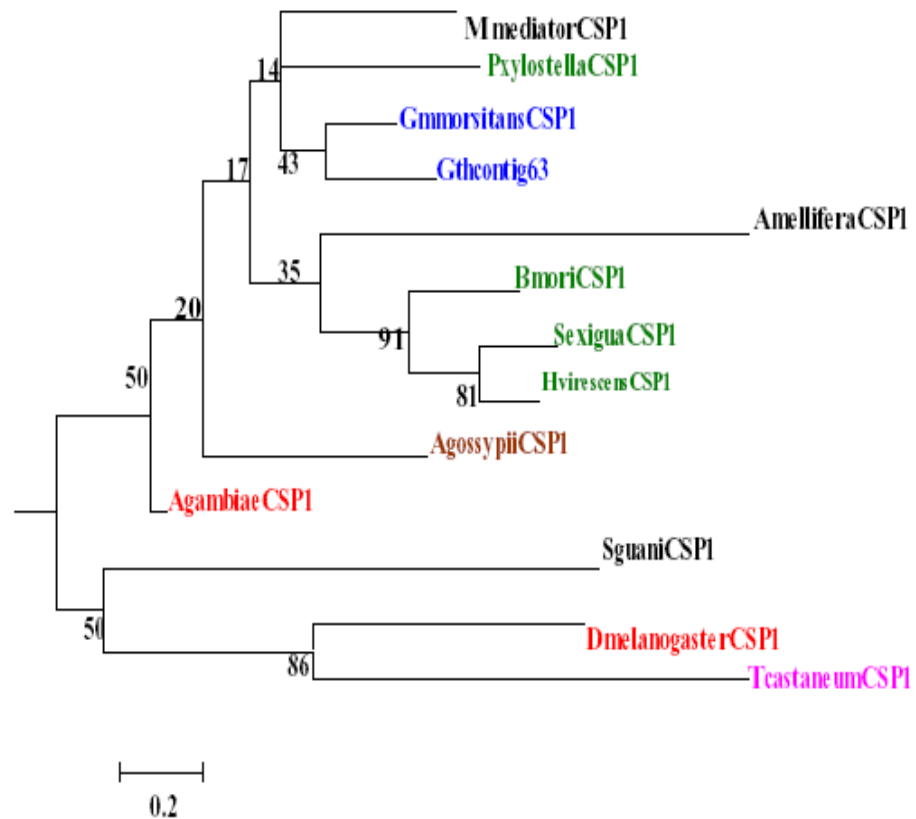 MmediatorCSP1
14
PxylostellaCSP1
GmmorsitansCSP1
43
17
Gthcontig63
AmelliferaCSP1
35
BmoriCSP1
20
91
SexiguaCSP1
50
HvirescensCSP1
81
AgossypiiCSP1
AgambiaeCSP1
SguaniCSP1
50
DmelanogasterCSP1
86
TcastaneumCSP1
0.2